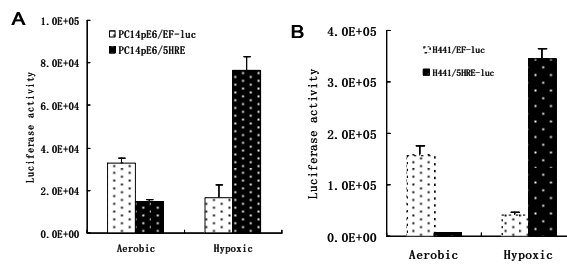 A
PC14pE6/EF-luc
PC14pE6/5HRE
Luciferase activity
1.0E+05
8.0E+04
6.0E+04
4.0E+04
2.0E+04
0.0E+00
Aerobic Hypoxic
B
H441/EF-luc
H441/5HRE-luc
Luciferase activity
4.0E+05
3.0E+05
2.0E+05
1.0E+05
0.0E+00
Aerobic Hypoxic